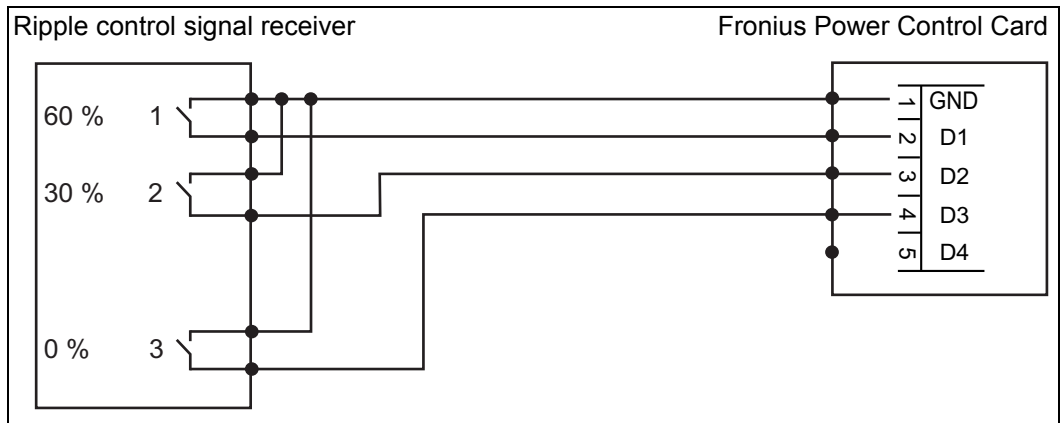 Ripple control signal receiver
Fronius Power Control Card
60 % 1
30 % 2
0 % 3
1 GND
2 D1
3 D2
4 D3
5 D4